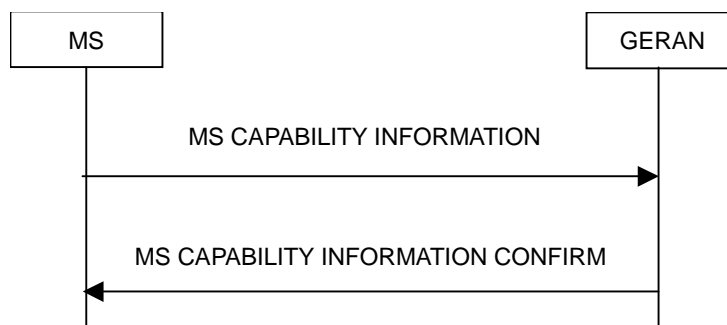 MS
GERAN
MS CAPABILITY INFORMATION
MS CAPABILITY INFORMATION CONFIRM